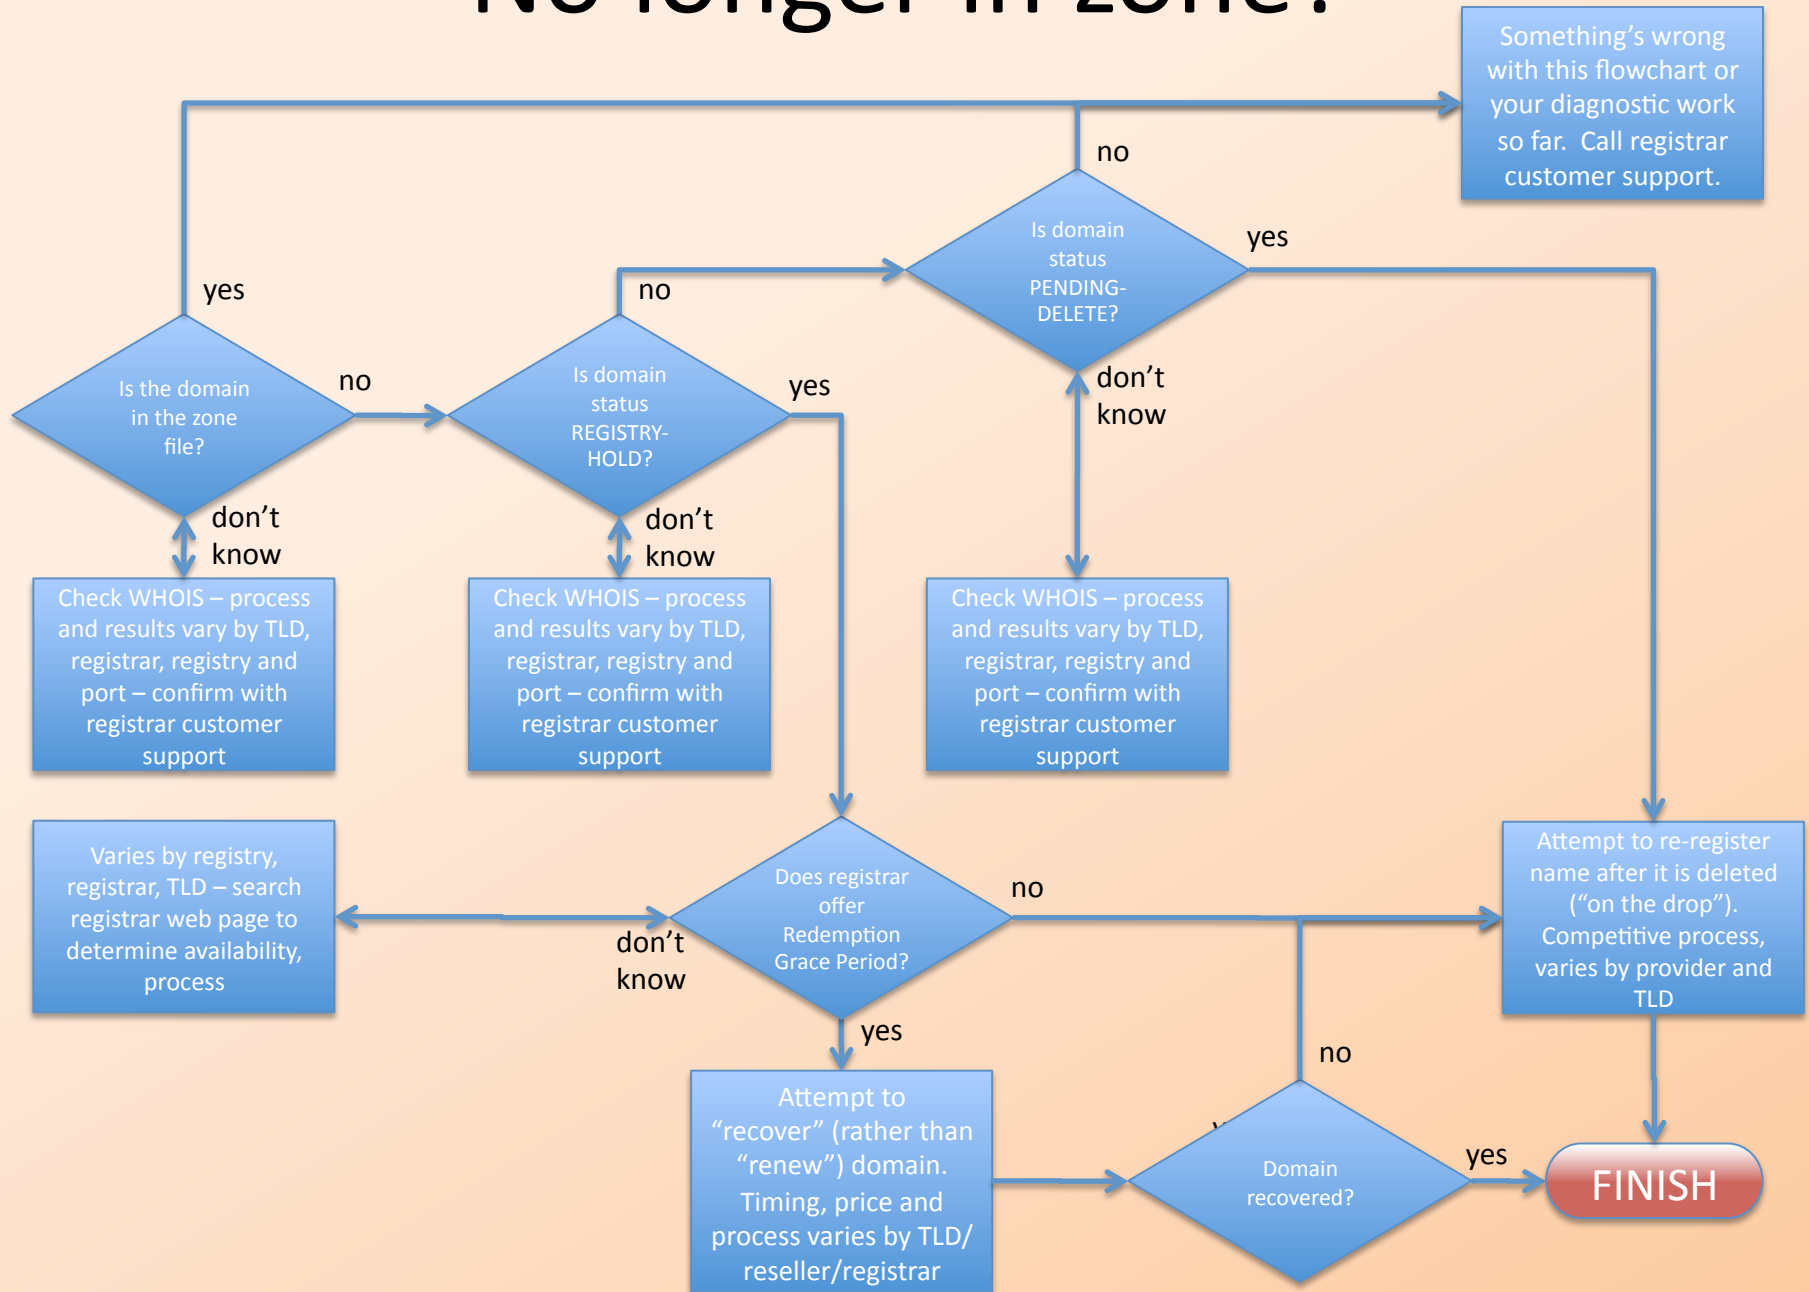 No longer in zone?
Something's wrong
with this flowchart or
your diagnostic work
so far.  Call registrar
customer support.
no
Is domain
status
PENDING-
DELETE?
yes
don't
know
yes
Is the domain
in the zone
file?
no
don't
know
no
Is domain
status
REGISTRY-
HOLD?
yes
don't
know
Check WHOIS – process
and results vary by TLD,
registrar, registry and
port – confirm with
registrar customer
support
Check WHOIS – process
and results vary by TLD,
registrar, registry and
port – confirm with
registrar customer
support
Check WHOIS – process
and results vary by TLD,
registrar, registry and
port – confirm with
registrar customer
support
Varies by registry,
registrar, TLD – search
registrar web page to
determine availability,
process
don't
know
Does registrar
offer
Redemption
Grace Period?
no
yes
Attempt to re-register
name after it is deleted
(“on the drop”).
Competitive process,
varies by provider and
TLD
Attempt to
“recover” (rather than
“renew”) domain.
Timing, price and
process varies by TLD/
reseller/registrar
no
Domain
recovered?
yes
FINISH